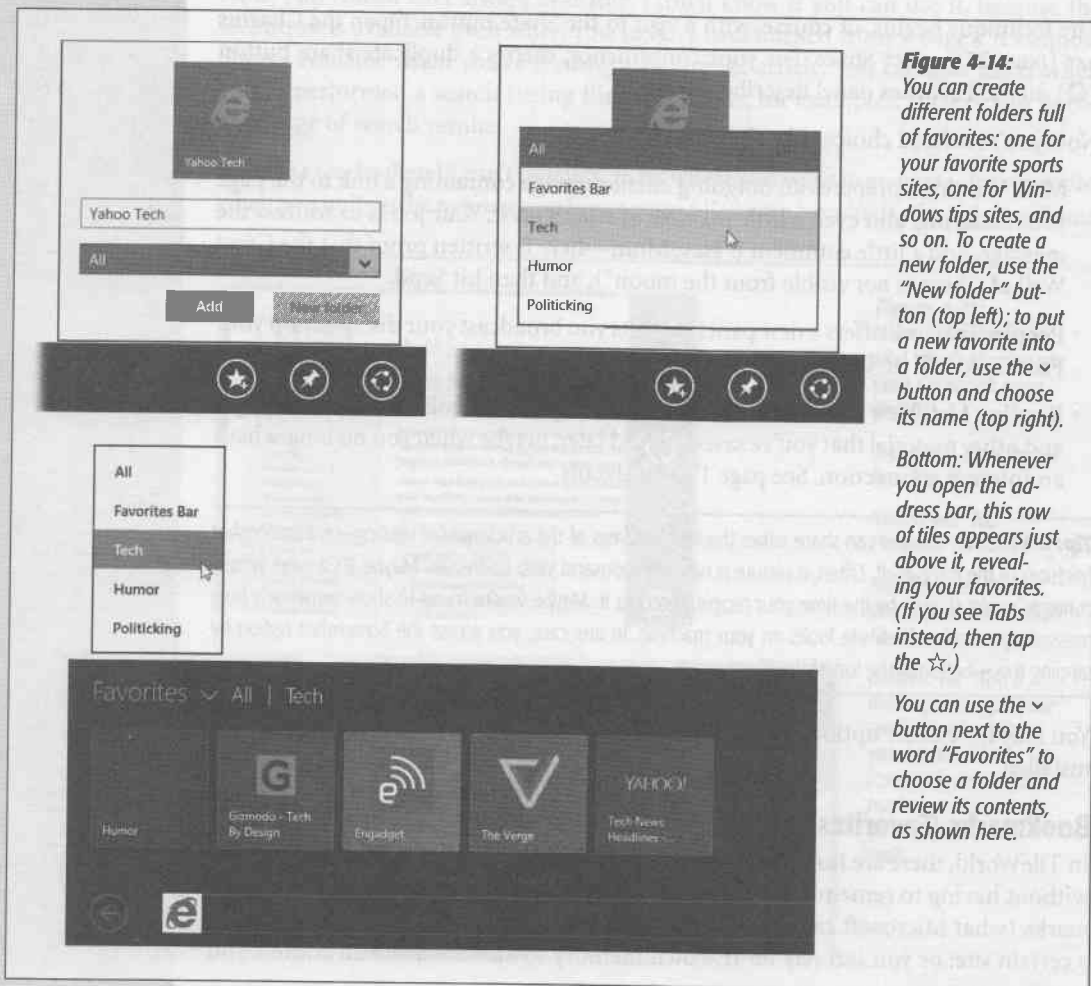 Yahoo Tech
Yahoo Tech
All
Add
New folder
All
Favorites Bar
Tech
Humor
Politicking
Figure 4-14:
You can create
different folders full
of favorites: one for
your favorite sports
sites, one for Win-
dows tips sites, and
so on. To create a
new folder, use the
“New folder” but-
ton (top left); to put
a new favorite into
a folder, use the ⌄
button and choose
its name (top right).
Bottom: Whenever
you open the ad-
dress bar, this row
of tiles appears just
above it, reveal-
ing your favorites.
(If you see Tabs
instead, then tap
the ☆.)
You can use the ⌄
button next to the
word “Favorites” to
choose a folder and
review its contents,
as shown here.
All
Favorites Bar
Tech
Humor
Politicking
Favorites ⌄ All | Tech
Humor
G
Gizmodo - Tech
By Design
Engadget
The Verge
YAHOO!
Tech News
Headlines -